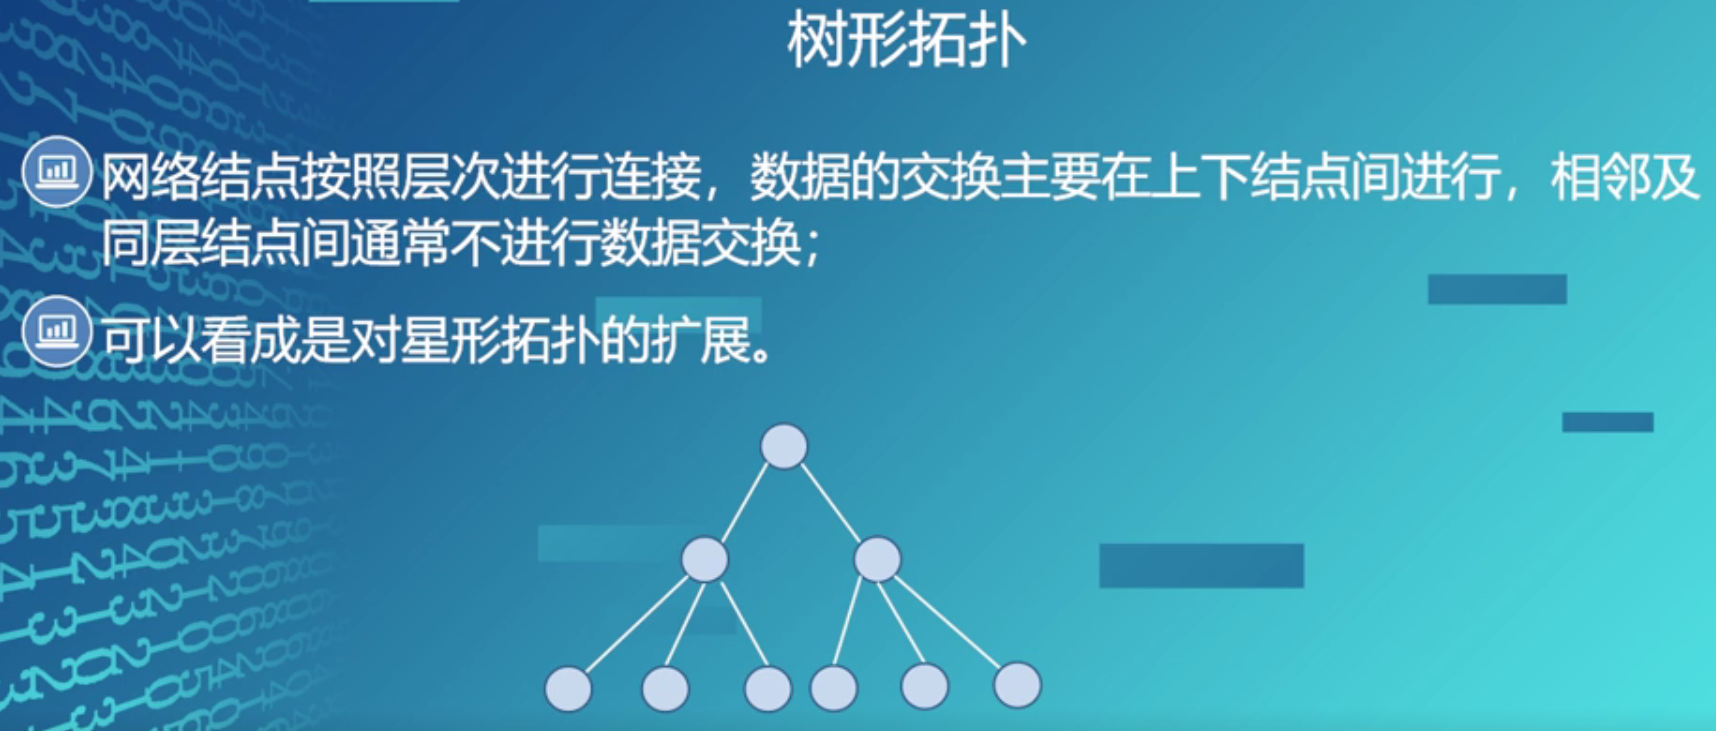 树形拓扑
网络结点按照层次进行连接，数据的交换主要在上下结点间进行，相邻及
同层结点间通常不进行数据交换；
可以看成是对星形拓扑的扩展。